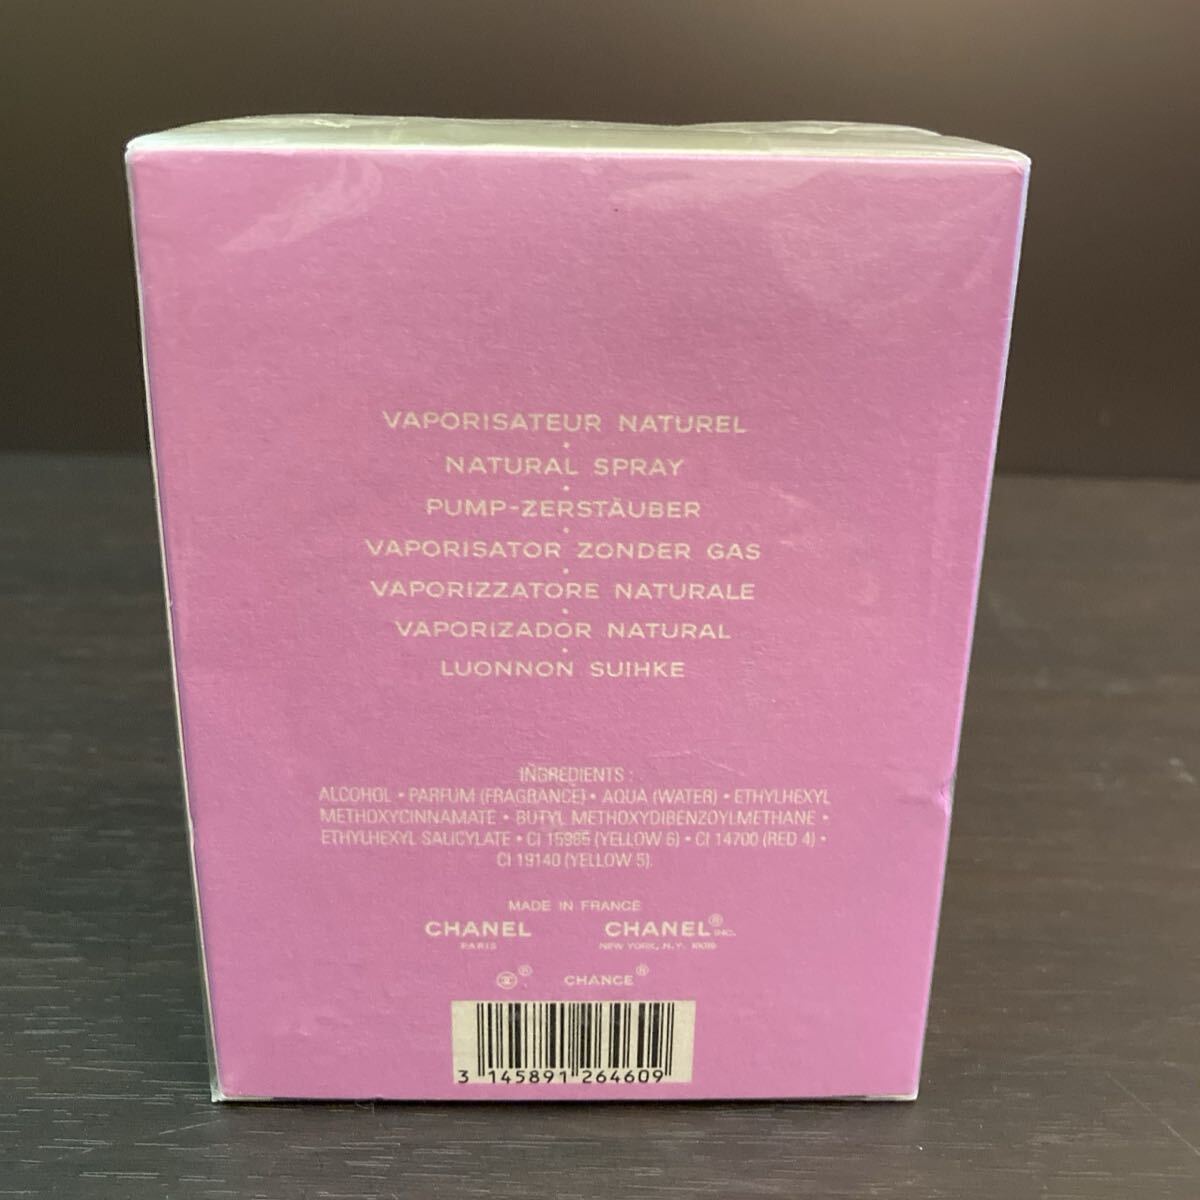 VAPORISATEUR NATUREL
•
NATURAL SPRAY
•
PUMP-ZERSTÄUBER
•
VAPORISATOR ZONDER GAS
•
VAPORIZZATORE NATURALE
•
VAPORIZADOR NATURAL
•
LUONNON SUIHKE
INGREDIENTS :
ALCOHOL • PARFUM (FRAGRANCE) • AQUA (WATER) • ETHYLHEXYL
METHOXYCINNAMATE • BUTYL METHOXYDIBENZOYLMETHANE •
ETHYLHEXYL SALICYLATE • CI 15985 (YELLOW 6) • CI 14700 (RED 4) •
CI 19140 (YELLOW 5).
MADE IN FRANCE
CHANEL CHANEL® INC.
PARIS NEW YORK, N.Y. 10019
® CHANCE®
3 145891 264609